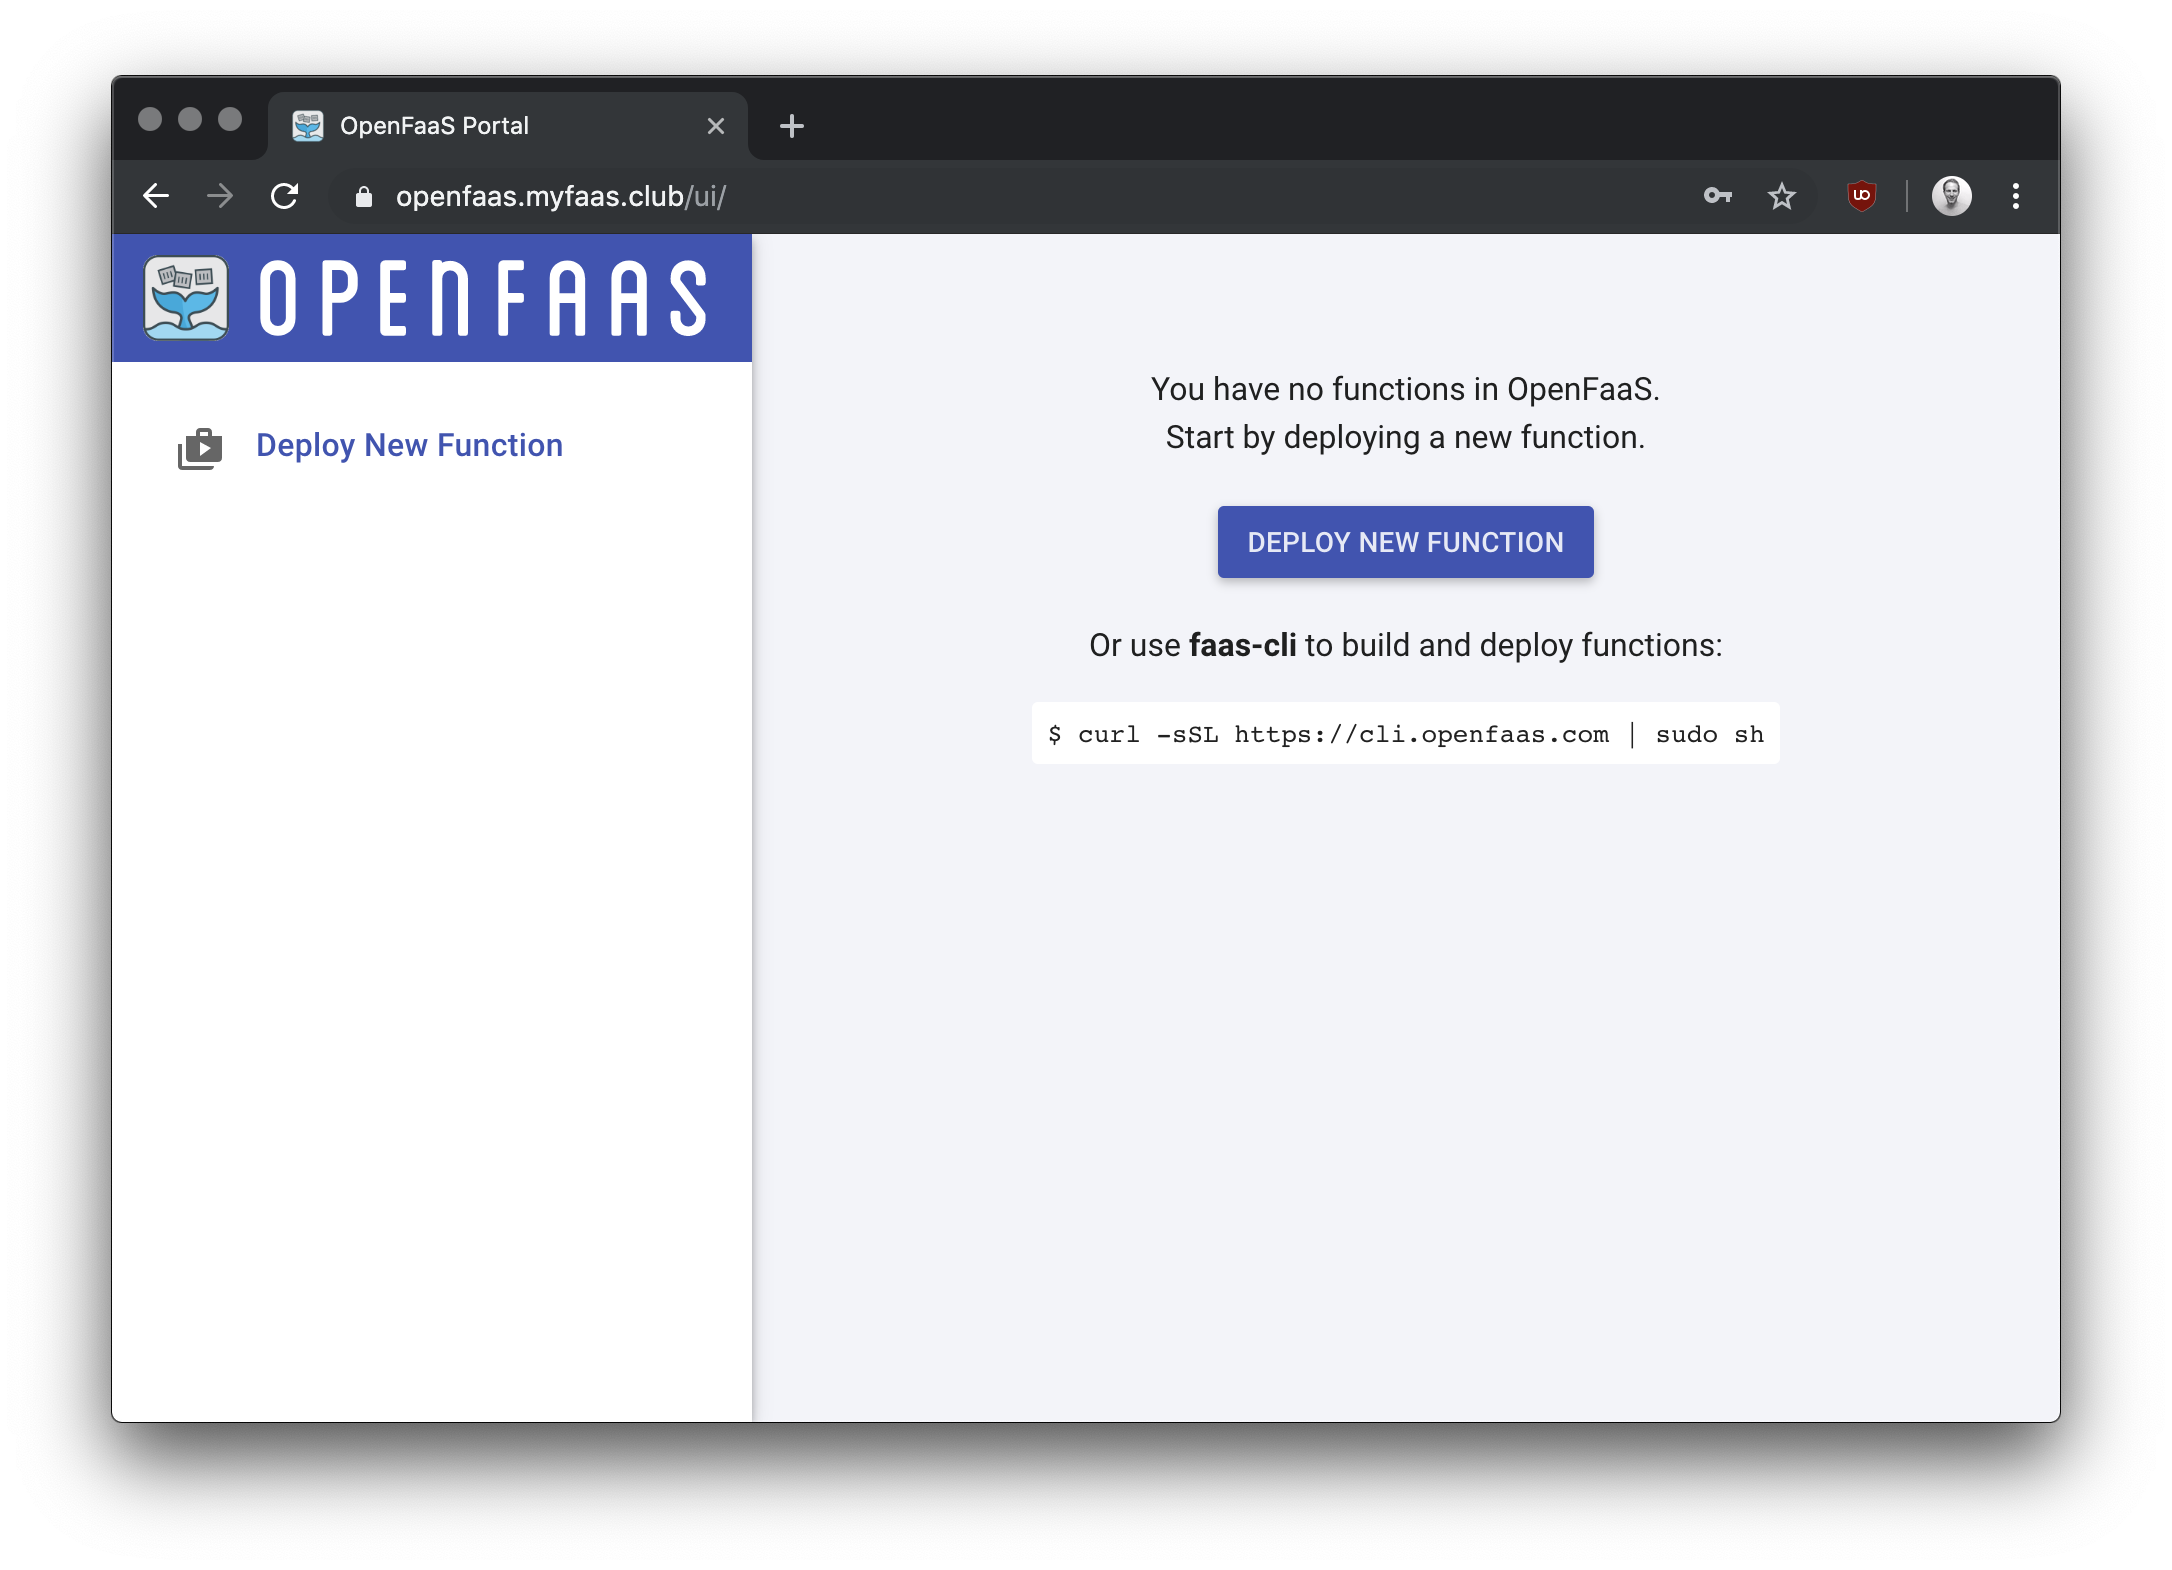 OpenFaaS Portal
openfaas.myfaas.club/ui/
OPENFAAS
Deploy New Function
You have no functions in OpenFaaS.
Start by deploying a new function.
DEPLOY NEW FUNCTION
Or use faas-cli to build and deploy functions:
$ curl -sSL https://cli.openfaas.com | sudo sh